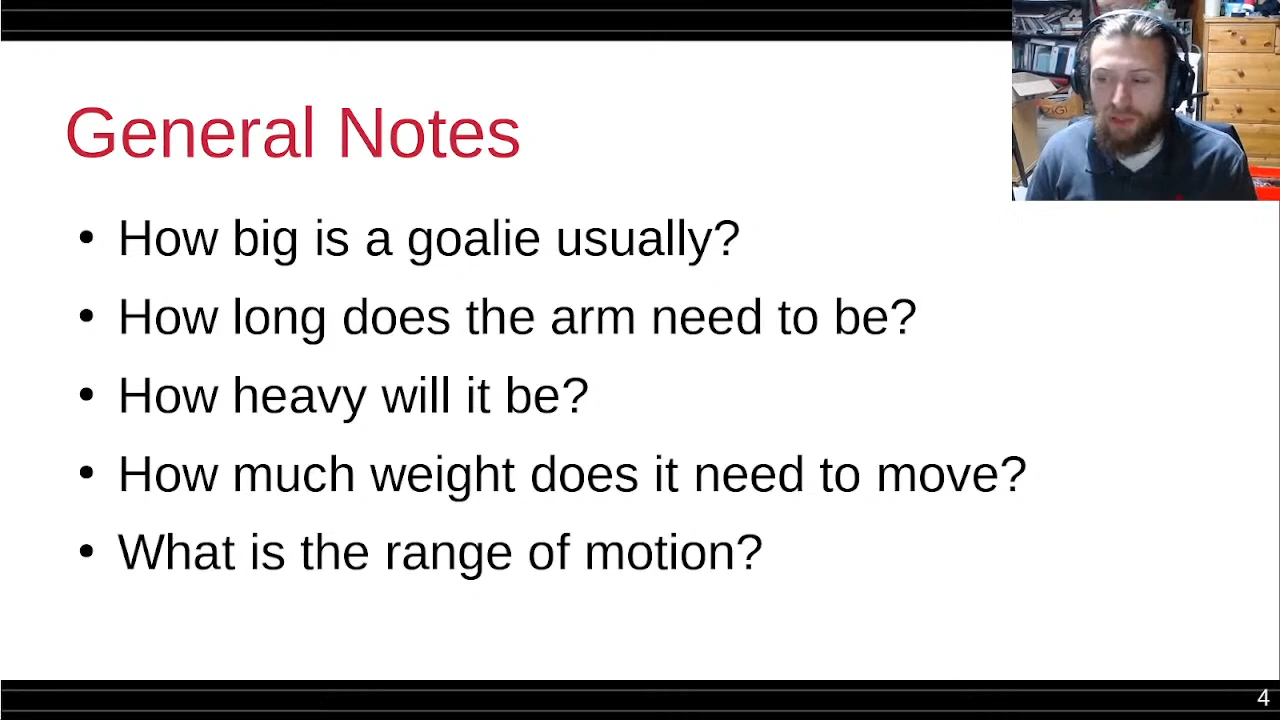 General Notes
• How big is a goalie usually?
• How long does the arm need to be?
• How heavy will it be?
• How much weight does it need to move?
• What is the range of motion?
4